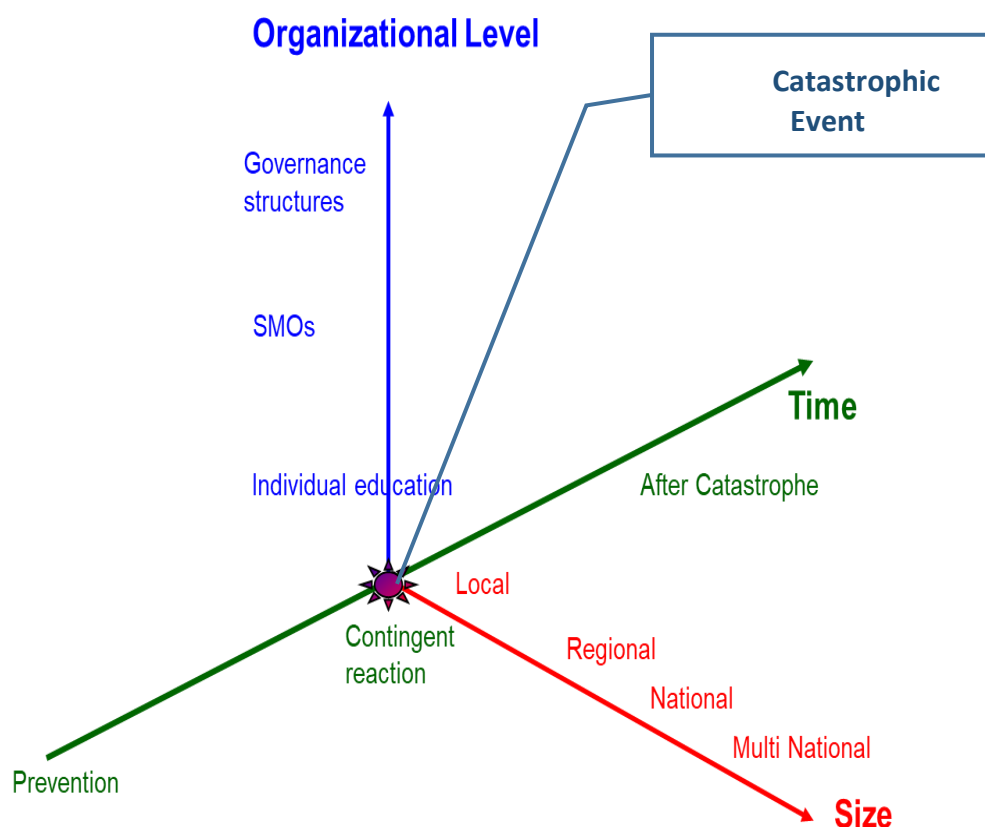 Organizational Level
Catastrophic
Event
Governance
structures
SMOs
Time
Individual education
After Catastrophe
Local
Contingent
reaction
Regional
National
Multi National
Prevention
Size